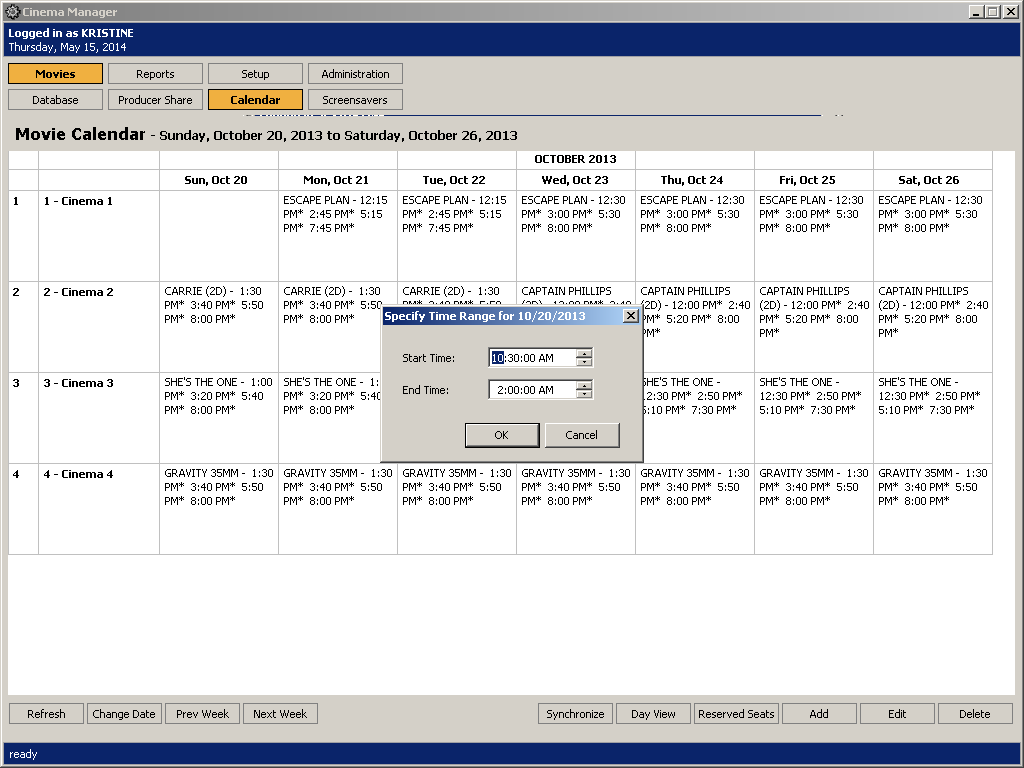 Cinema Manager
Logged in as KRISTINE
Thursday, May 15, 2014
Movies Reports Setup Administration
Database Producer Share Calendar Screensavers
Movie Calendar - Sunday, October 20, 2013 to Saturday, October 26, 2013
OCTOBER 2013
Sun, Oct 20 Mon, Oct 21 Tue, Oct 22 Wed, Oct 23 Thu, Oct 24 Fri, Oct 25 Sat, Oct 26
1 1 - Cinema 1 ESCAPE PLAN - 12:15 ESCAPE PLAN - 12:15 ESCAPE PLAN - 12:30 ESCAPE PLAN - 12:30 ESCAPE PLAN - 12:30 ESCAPE PLAN - 12:30
PM* 2:45 PM* 5:15 PM* 2:45 PM* 5:15 PM* 3:00 PM* 5:30 PM* 3:00 PM* 5:30 PM* 3:00 PM* 5:30 PM* 3:00 PM* 5:30
PM* 7:45 PM* PM* 7:45 PM* PM* 8:00 PM* PM* 8:00 PM* PM* 8:00 PM* PM* 8:00 PM*
2 2 - Cinema 2 CARRIE (2D) - 1:30 CARRIE (2D) - 1:30 CARRIE (2D) - 1:30 CAPTAIN PHILLIPS CAPTAIN PHILLIPS CAPTAIN PHILLIPS CAPTAIN PHILLIPS
PM* 3:40 PM* 5:50 PM* 3:40 PM* 5:50 PM* 3:40 PM* 5:50 (2D) - 12:00 PM* 2:40 (2D) - 12:00 PM* 2:40 (2D) - 12:00 PM* 2:40 (2D) - 12:00 PM* 2:40
PM* 8:00 PM* PM* 8:00 PM* PM* 5:20 PM* 8:00 PM* 5:20 PM* 8:00 PM* 5:20 PM* 8:00
PM* PM* PM*
Specify Time Range for 10/20/2013
Start Time: 10:30:00 AM
End Time: 2:00:00 AM
OK Cancel
3 3 - Cinema 3 SHE'S THE ONE - 1:00 SHE'S THE ONE - 1: SHE'S THE ONE - SHE'S THE ONE - SHE'S THE ONE -
PM* 3:20 PM* 5:40 PM* 3:20 PM* 5:40 12:30 PM* 2:50 PM* 12:30 PM* 2:50 PM* 12:30 PM* 2:50 PM*
PM* 8:00 PM* PM* 8:00 PM* 5:10 PM* 7:30 PM* 5:10 PM* 7:30 PM* 5:10 PM* 7:30 PM*
4 4 - Cinema 4 GRAVITY 35MM - 1:30 GRAVITY 35MM - 1:30 GRAVITY 35MM - 1:30 GRAVITY 35MM - 1:30 GRAVITY 35MM - 1:30 GRAVITY 35MM - 1:30 GRAVITY 35MM - 1:30
PM* 3:40 PM* 5:50 PM* 3:40 PM* 5:50 PM* 3:40 PM* 5:50 PM* 3:40 PM* 5:50 PM* 3:40 PM* 5:50 PM* 3:40 PM* 5:50 PM* 3:40 PM* 5:50
PM* 8:00 PM* PM* 8:00 PM* PM* 8:00 PM* PM* 8:00 PM* PM* 8:00 PM* PM* 8:00 PM* PM* 8:00 PM*
Refresh Change Date Prev Week Next Week Synchronize Day View Reserved Seats Add Edit Delete
ready